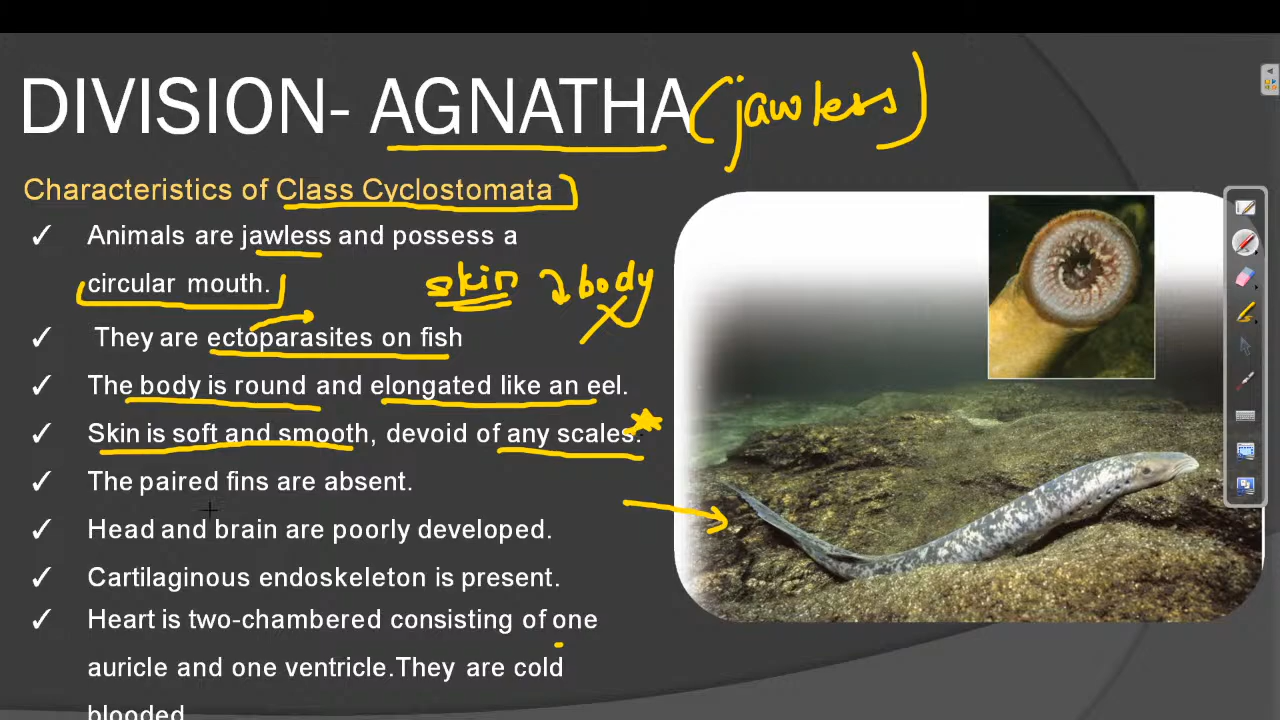 DIVISION- AGNATHA (jawless)
Characteristics of Class Cyclostomata
✓ Animals are jawless and possess a
circular mouth.
skin body
✓ They are ectoparasites on fish
✓ The body is round and elongated like an eel.
✓ Skin is soft and smooth, devoid of any scales.
✓ The paired fins are absent.
✓ Head and brain are poorly developed.
✓ Cartilaginous endoskeleton is present.
✓ Heart is two-chambered consisting of one
auricle and one ventricle.They are cold
blooded